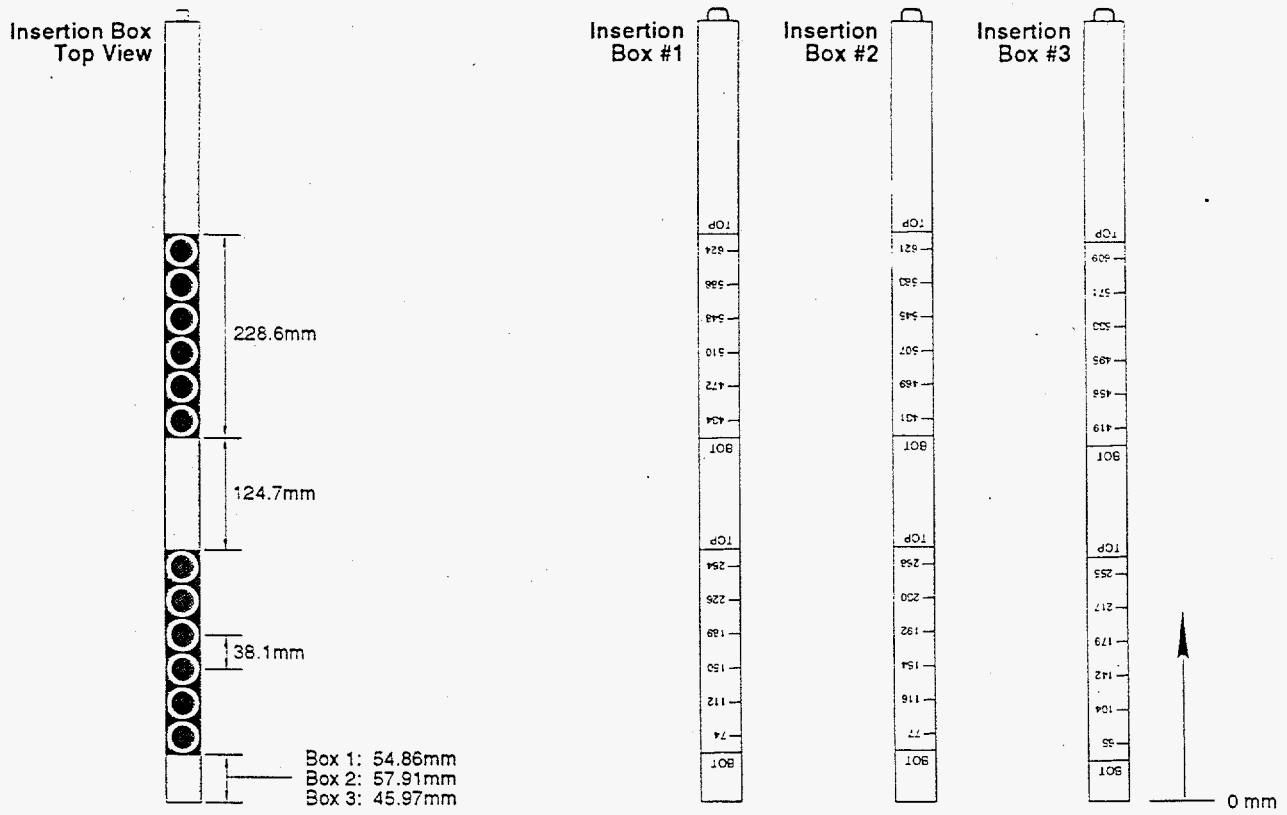 Insertion Box
Top View
228.6mm
124.7mm
38.1mm
Box 1: 54.86mm
Box 2: 57.91mm
Box 3: 45.97mm
Insertion
Box #1
TOP
624
586
548
510
472
434
BOT
TOP
264
226
189
150
112
74
BOT
Insertion
Box #2
TOP
621
583
545
507
469
431
BOT
TOP
268
230
192
154
116
77
BOT
Insertion
Box #3
TOP
609
571
533
495
458
419
BOT
TOP
255
217
179
142
104
65
BOT
0 mm